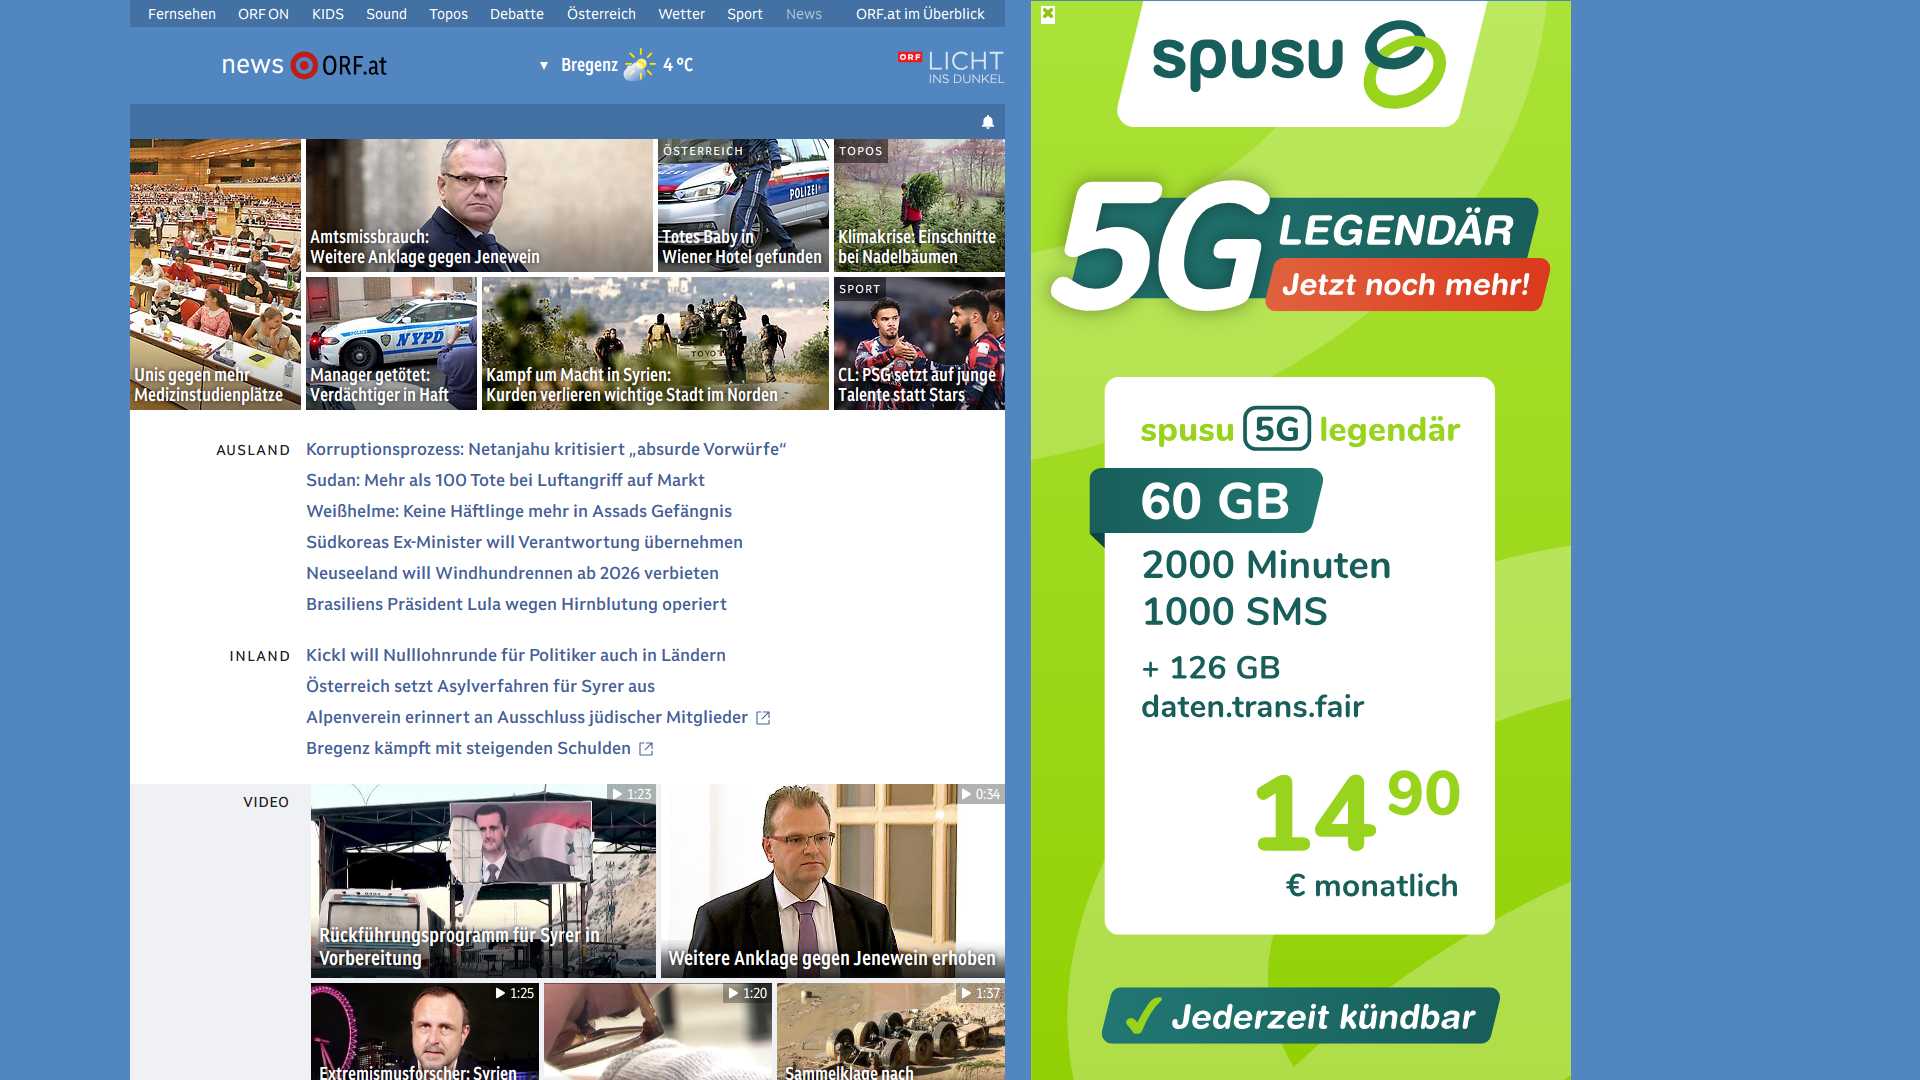 Fernsehen ORF ON KIDS Sound Topos Debatte Österreich Wetter Sport News ORF.at im Überblick
news ORF.at
▼ Bregenz 4 °C
ORF LICHT
INS DUNKEL
Unis gegen mehr
Medizinstudienplätze
Amtsmissbrauch:
Weitere Anklage gegen Jenewein
ÖSTERREICH
POLIZEI
Totes Baby in
Wiener Hotel gefunden
TOPOS
Klimakrise: Einschnitte
bei Nadelbäumen
NYPD
Manager getötet:
Verdächtiger in Haft
TOYOT
Kampf um Macht in Syrien:
Kurden verlieren wichtige Stadt im Norden
SPORT
CL: PSG setzt auf junge
Talente statt Stars
AUSLAND
Korruptionsprozess: Netanjahu kritisiert „absurde Vorwürfe“
Sudan: Mehr als 100 Tote bei Luftangriff auf Markt
Weißhelme: Keine Häftlinge mehr in Assads Gefängnis
Südkoreas Ex-Minister will Verantwortung übernehmen
Neuseeland will Windhundrennen ab 2026 verbieten
Brasiliens Präsident Lula wegen Hirnblutung operiert
INLAND
Kickl will Nulllohnrunde für Politiker auch in Ländern
Österreich setzt Asylverfahren für Syrer aus
Alpenverein erinnert an Ausschluss jüdischer Mitglieder
Bregenz kämpft mit steigenden Schulden
VIDEO
1:23
Rückführungsprogramm für Syrer in
Vorbereitung
0:34
Weitere Anklage gegen Jenewein erhoben
1:25
Extremismusforscher: Syrien
1:20
1:37
Sammelklage nach
spusu
5G LEGENDÄR
Jetzt noch mehr!
spusu 5G legendär
60 GB
2000 Minuten
1000 SMS
+ 126 GB
daten.trans.fair
14 90
€ monatlich
Jederzeit kündbar